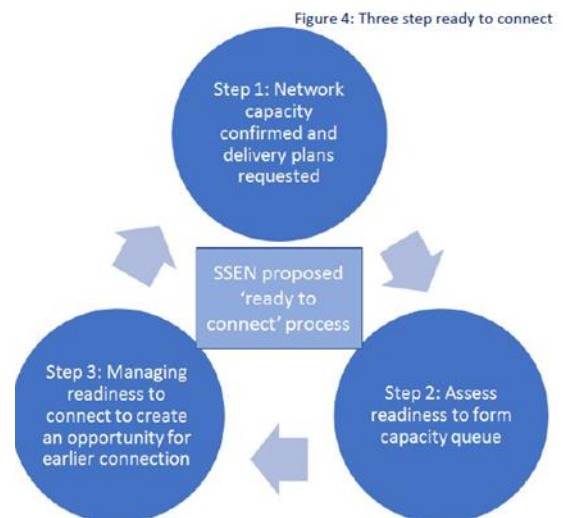 Figure 4: Three step ready to connect
Step 1: Network
capacity
confirmed and
delivery plans
requested
SSEN proposed
‘ready to
connect’ process
Step 2: Assess
readiness to form
capacity queue
Step 3: Managing
readiness to
connect to create
an opportunity for
earlier connection